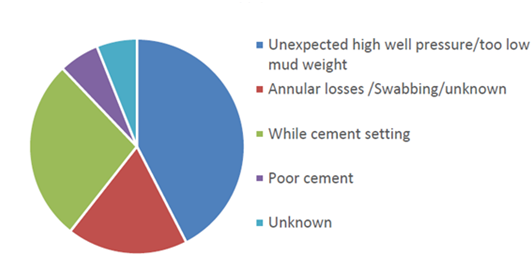 Unexpected high well pressure/too low
mud weight
Annular losses /Swabbing/unknown
While cement setting
Poor cement
Unknown